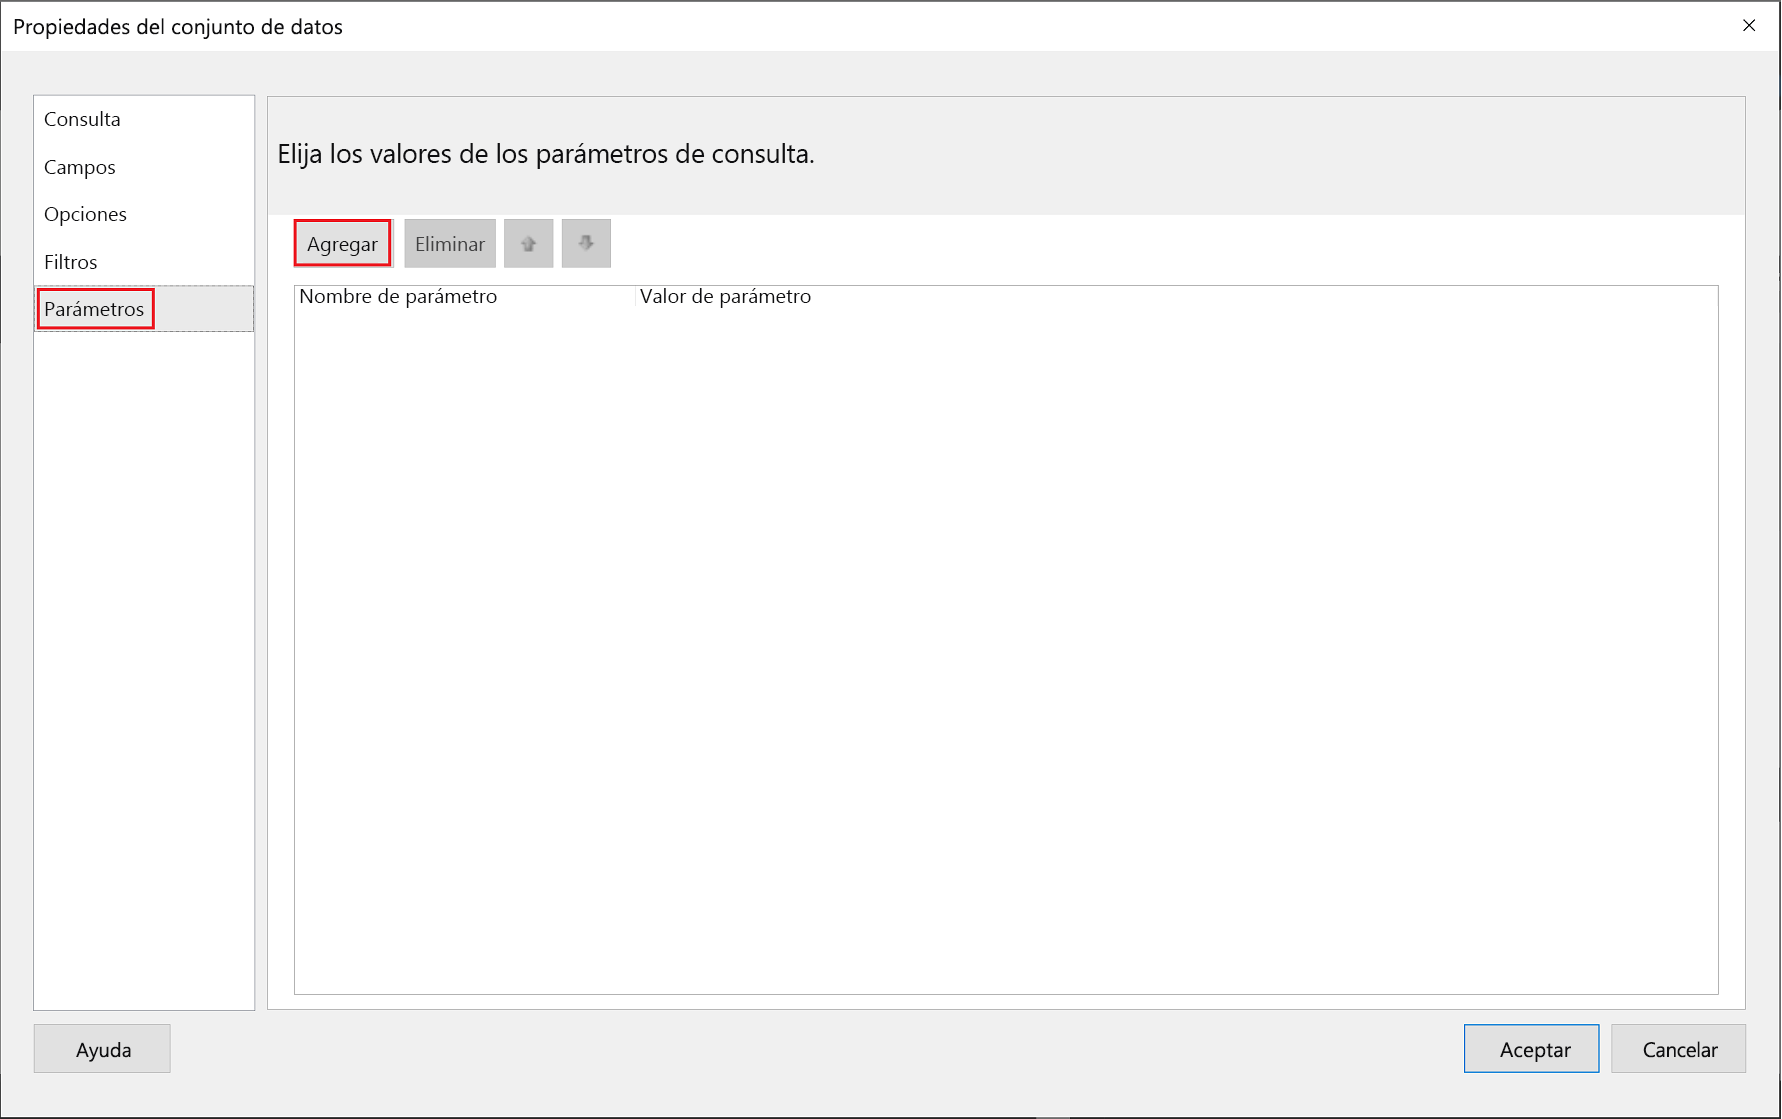 Propiedades del conjunto de datos
Consulta
Campos
Opciones
Filtros
Parámetros
Elija los valores de los parámetros de consulta.
Agregar Eliminar
Nombre de parámetro Valor de parámetro
Ayuda
Aceptar Cancelar